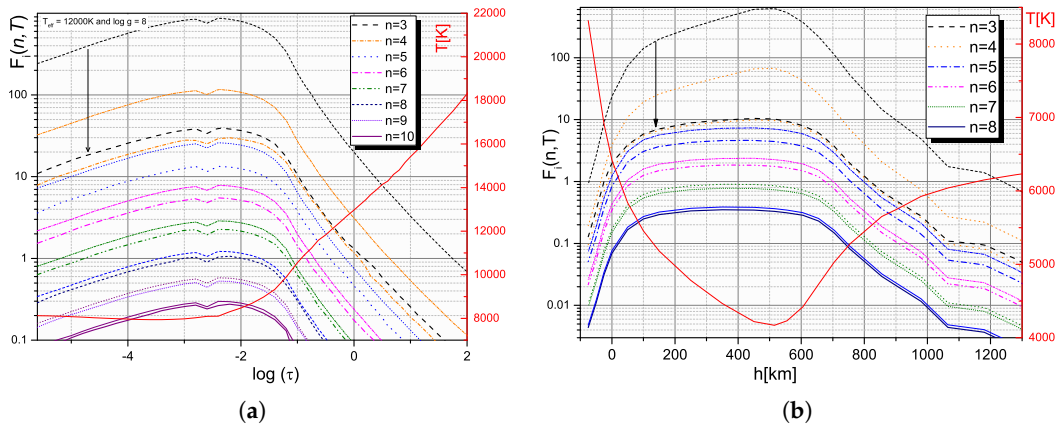 T_eff = 12000K and log g = 8
F_i(n,T)
100
10
1
0.1
−4
−2
0
2
log (τ)
n=3
n=4
n=5
n=6
n=7
n=8
n=9
n=10
T[K]
22000
20000
18000
16000
14000
12000
10000
8000
(a)
F_i(n,T)
100
10
1
0.1
0.01
0
200
400
600
800
1000
1200
h[km]
n=3
n=4
n=5
n=6
n=7
n=8
T[K]
8000
7000
6000
5000
4000
(b)